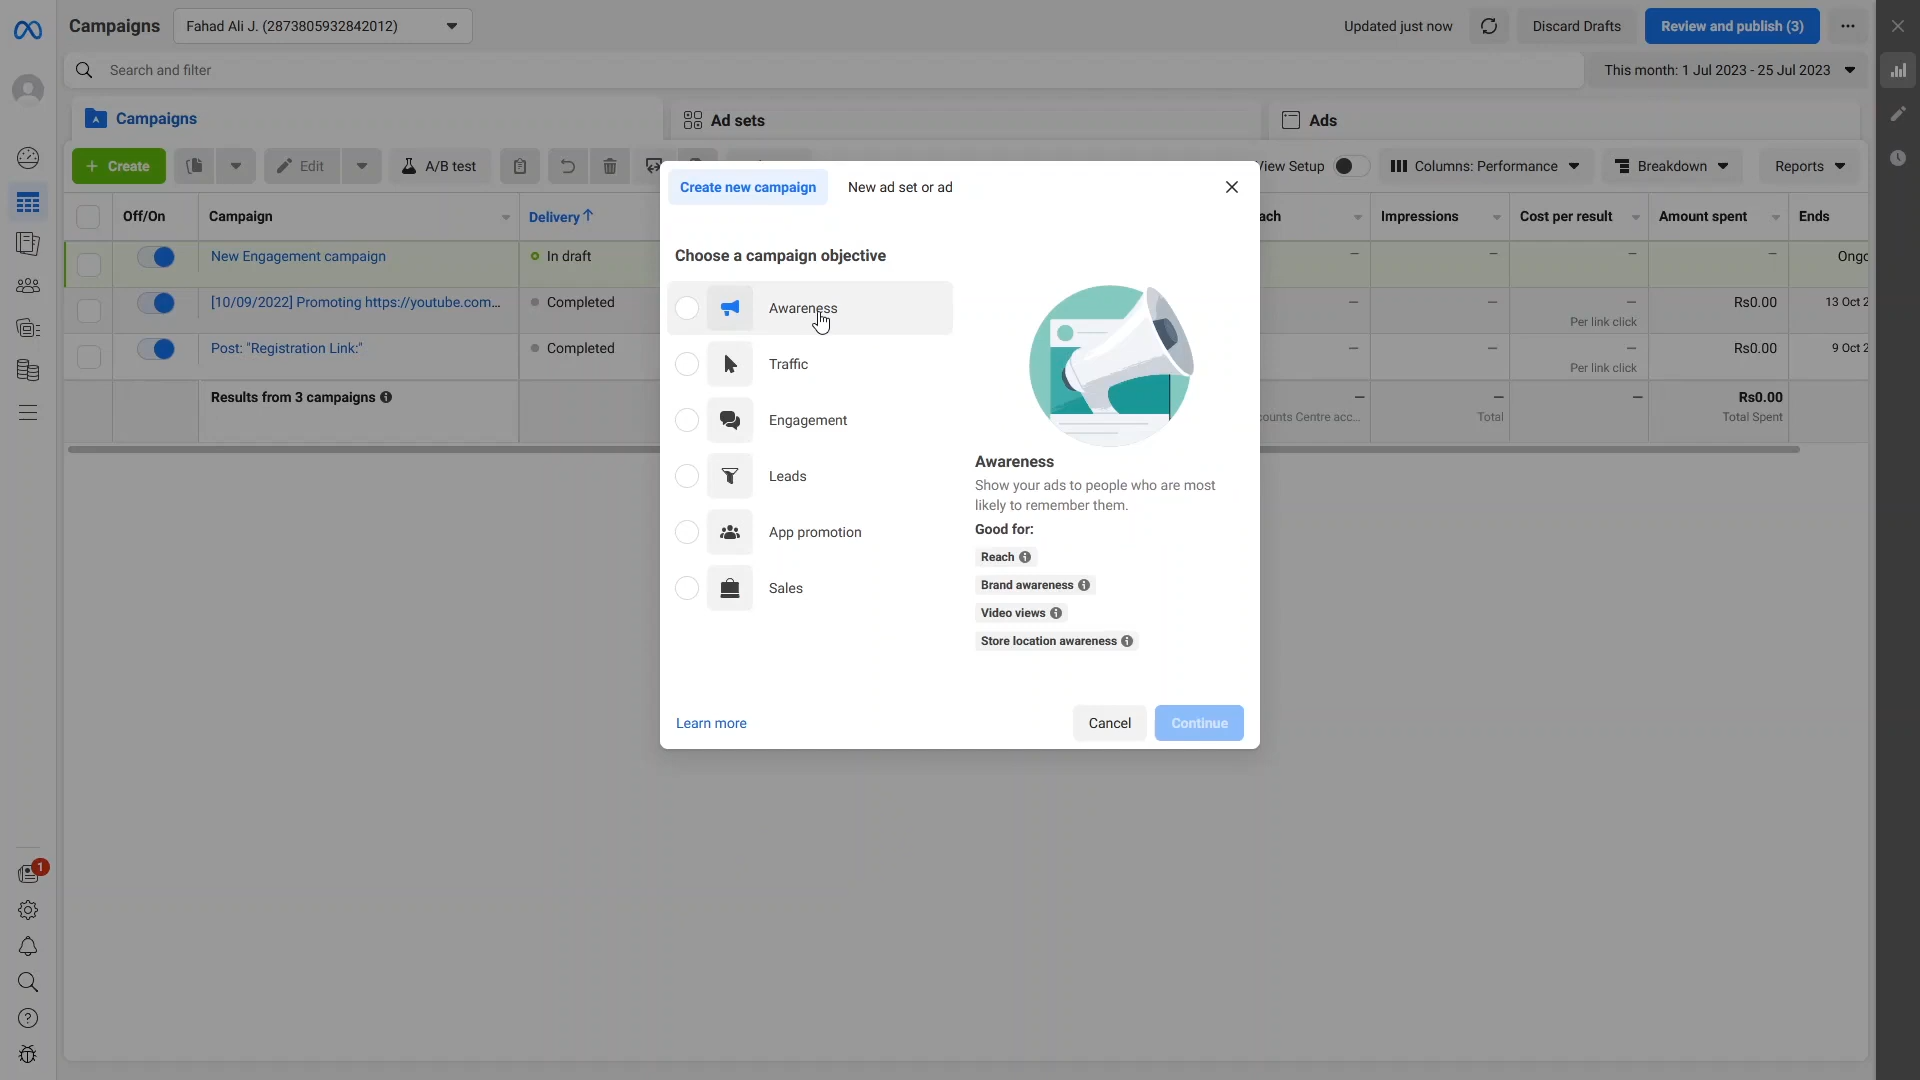 Campaigns
Fahad Ali J. (2873805932842012)
Updated just now
Discard Drafts
Review and publish (3)
Search and filter
This month: 1 Jul 2023 - 25 Jul 2023
Campaigns
Ad sets
Ads
+ Create
Edit
A/B test
View Setup
Columns: Performance
Breakdown
Reports
Off/On
Campaign
Delivery ↑
ach
Impressions
Cost per result
Amount spent
Ends
New Engagement campaign
In draft
—
—
—
—
Ongo
[10/09/2022] Promoting https://youtube.com...
Completed
—
—
—
Per link click
Rs0.00
13 Oct 2
Post: "Registration Link:"
Completed
—
—
—
Per link click
Rs0.00
9 Oct 2
Results from 3 campaigns
—
ounts Centre acc...
—
Total
—
Rs0.00
Total Spent
Create new campaign
New ad set or ad
Choose a campaign objective
Awareness
Traffic
Engagement
Leads
App promotion
Sales
Awareness
Show your ads to people who are most
likely to remember them.
Good for:
Reach
Brand awareness
Video views
Store location awareness
Learn more
Cancel
Continue
1